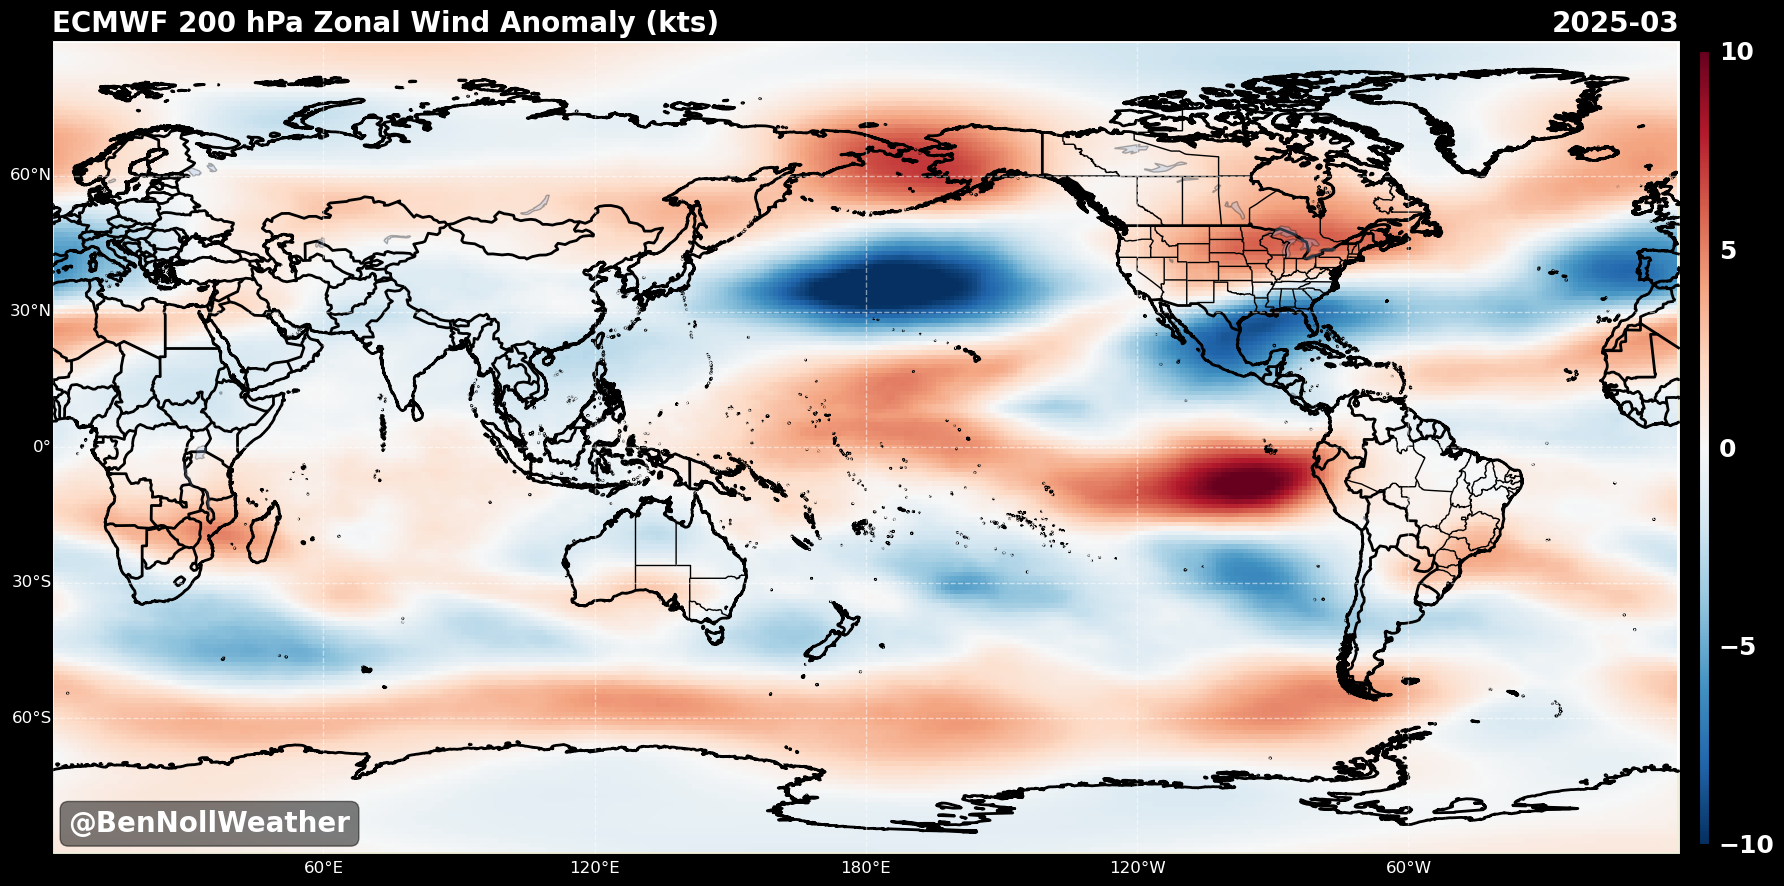 ECMWF 200 hPa Zonal Wind Anomaly (kts)
2025-03
10
5
0
−5
−10
60°N
30°N
0°
30°S
60°S
60°E
120°E
180°E
120°W
60°W
@BenNollWeather